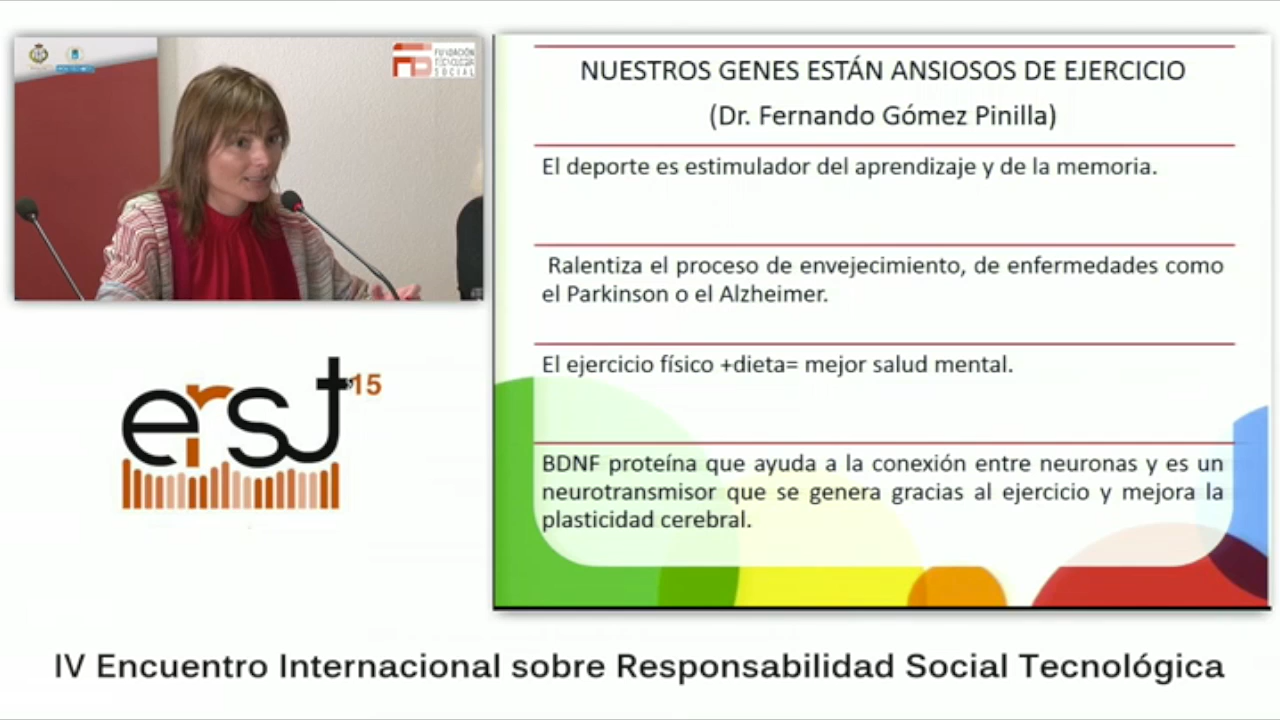 FUNDACIÓN
TECNOLOGÍA
SOCIAL
NUESTROS GENES ESTÁN ANSIOSOS DE EJERCICIO
(Dr. Fernando Gómez Pinilla)
El deporte es estimulador del aprendizaje y de la memoria.
Ralentiza el proceso de envejecimiento, de enfermedades como
el Parkinson o el Alzheimer.
El ejercicio físico +dieta= mejor salud mental.
BDNF proteína que ayuda a la conexión entre neuronas y es un
neurotransmisor que se genera gracias al ejercicio y mejora la
plasticidad cerebral.
erst'15
IV Encuentro Internacional sobre Responsabilidad Social Tecnológica